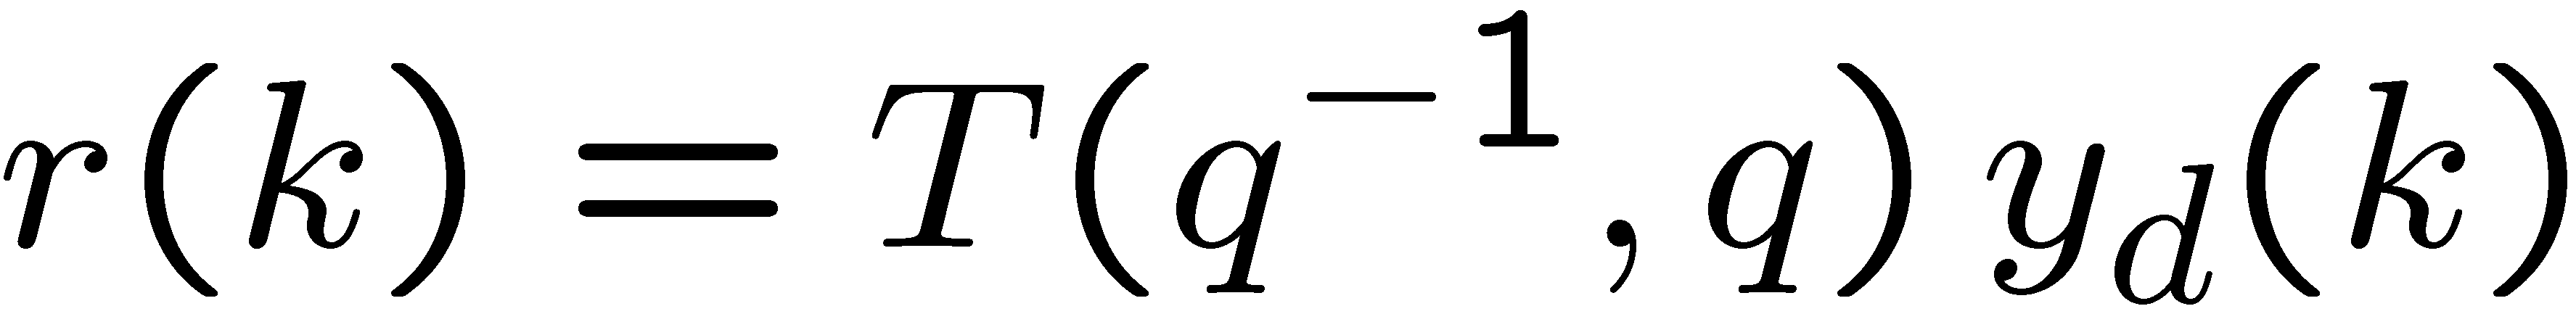 r(k) = T(q⁻¹, q) y_d(k)